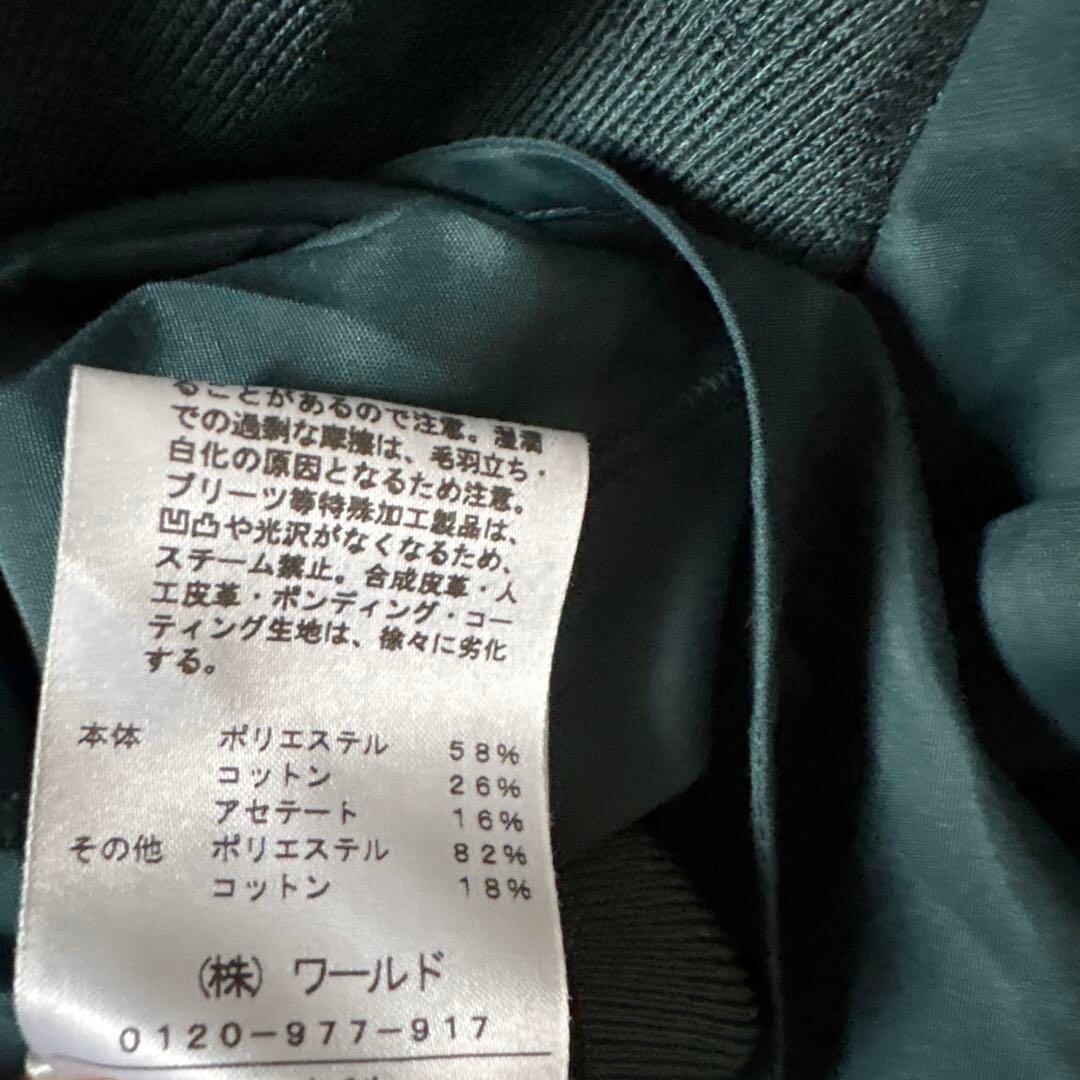 ることがあるので注意。湿潤
での過剰な摩擦は、毛羽立ち・
白化の原因となるため注意。
プリーツ等特殊加工製品は、
凹凸や光沢がなくなるため、
スチーム禁止。合成皮革・人
工皮革・ボンディング・コー
ティング生地は、徐々に劣化
する。
本体 ポリエステル 58%
コットン 26%
アセテート 16%
その他 ポリエステル 82%
コットン 18%
(株) ワールド
0120-977-917